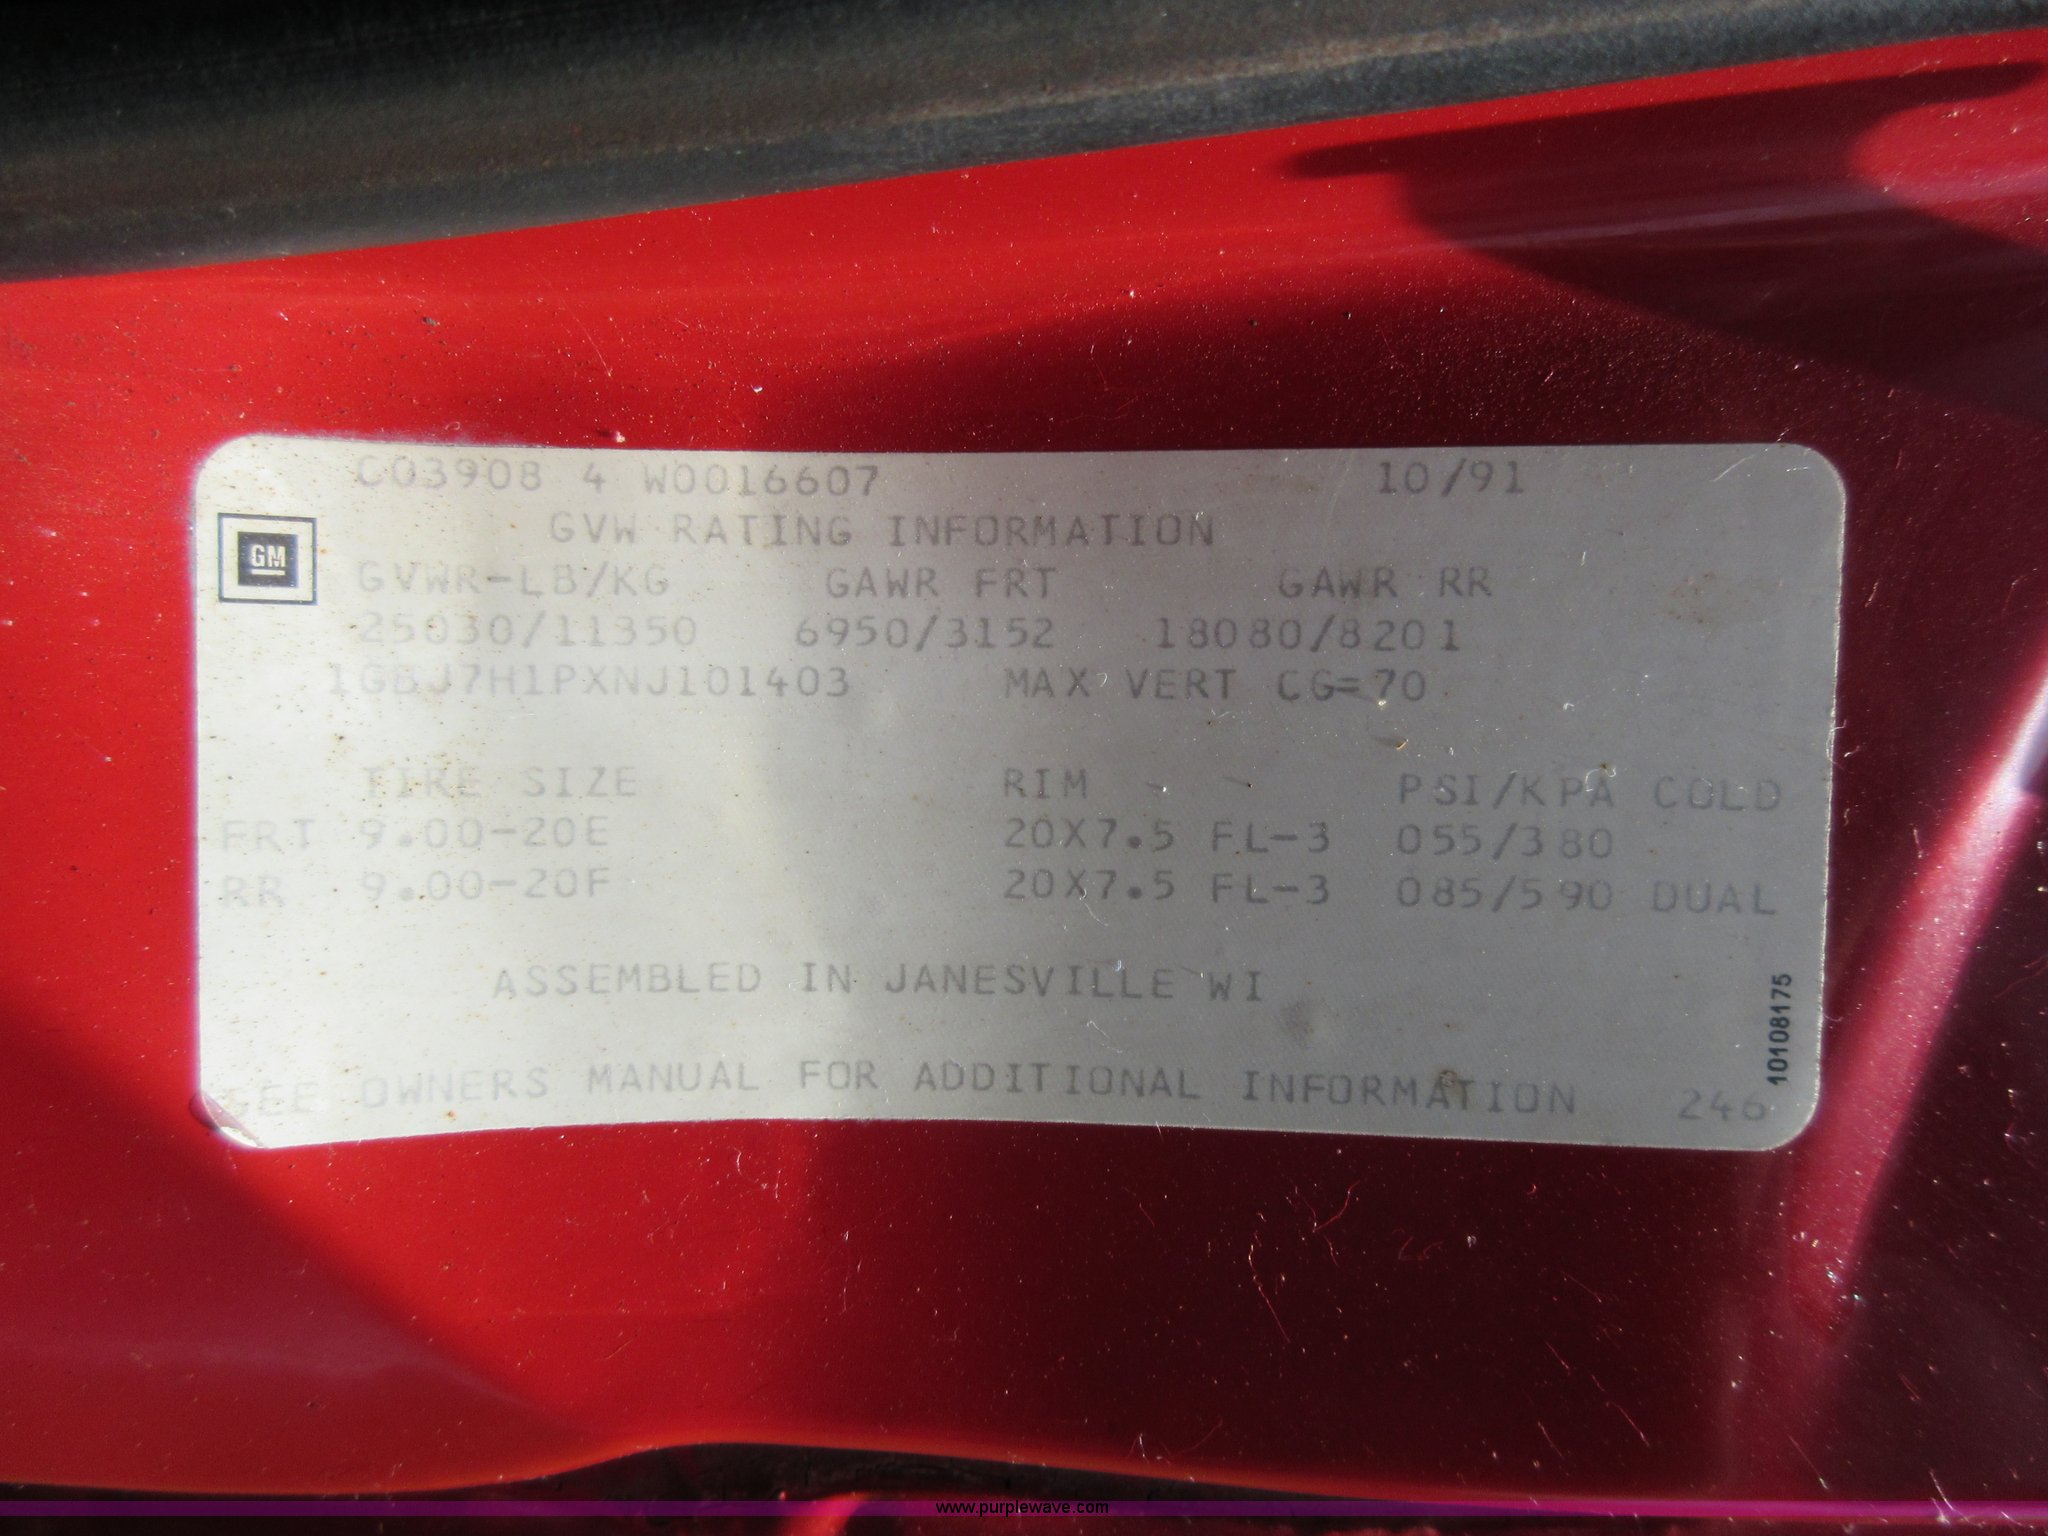 C03908 4 W0016607 10/91
GVW RATING INFORMATION
GM
GVWR-LB/KG GAWR FRT GAWR RR
25030/11350 6950/3152 18080/8201
1GBJ7H1PXNJ101403 MAX VERT CG=70
TIRE SIZE RIM PSI/KPA COLD
FRT 9.00-20E 20X7.5 FL-3 055/380
RR 9.00-20F 20X7.5 FL-3 085/590 DUAL
ASSEMBLED IN JANESVILLE WI
10108175
SEE OWNERS MANUAL FOR ADDITIONAL INFORMATION 246
www.purplewave.com